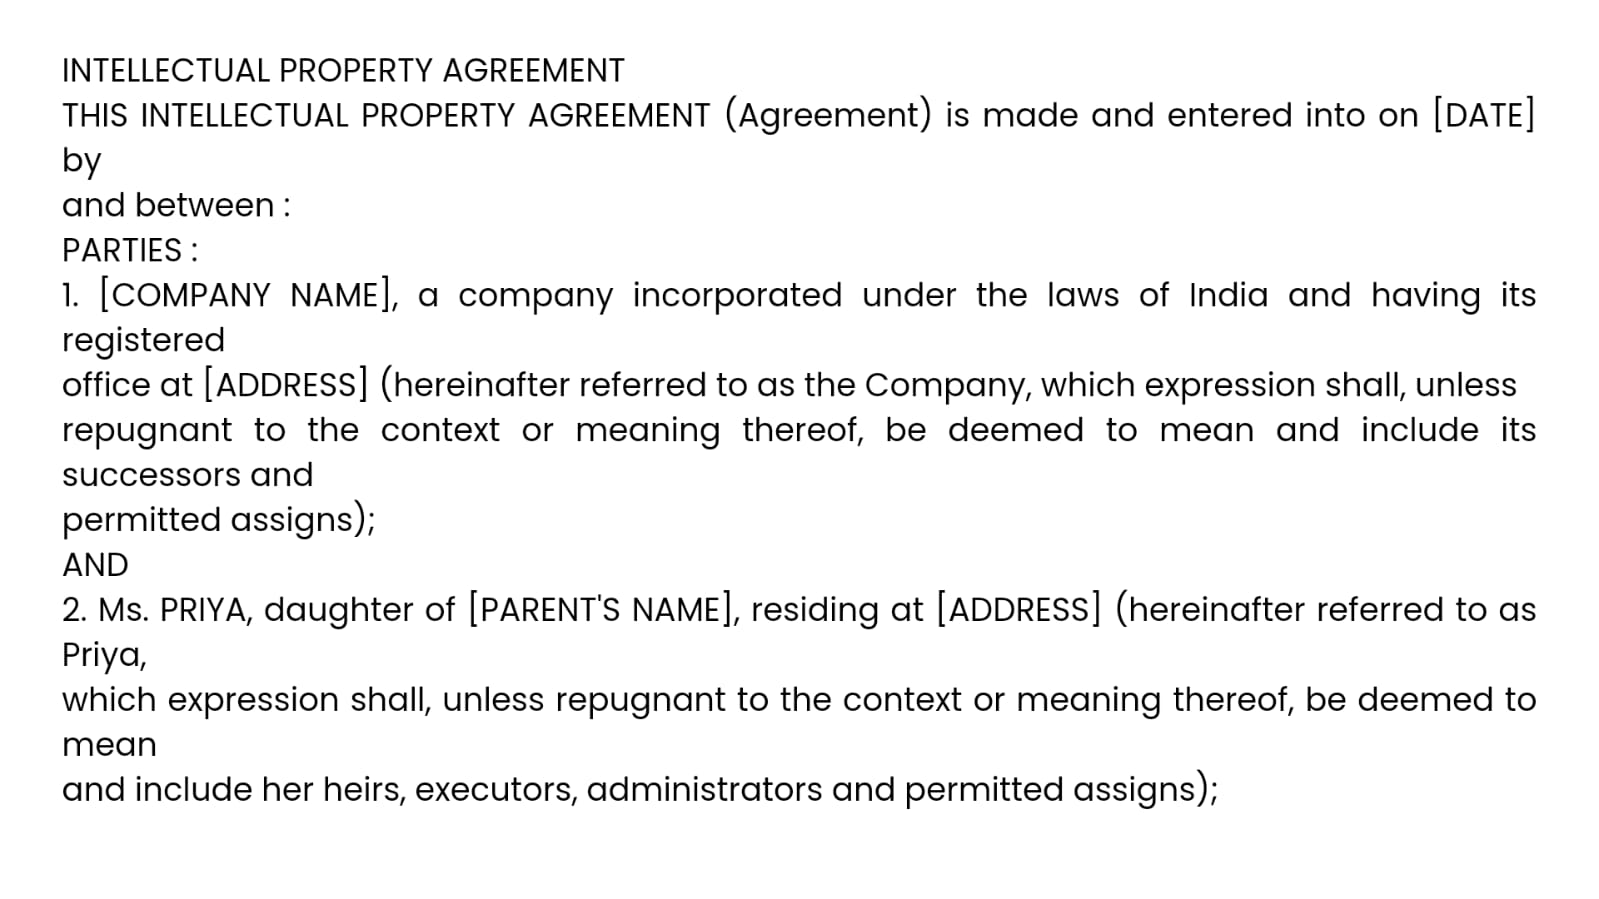 INTELLECTUAL PROPERTY AGREEMENT
THIS INTELLECTUAL PROPERTY AGREEMENT (Agreement) is made and entered into on [DATE]
by
and between :
PARTIES :
1. [COMPANY NAME], a company incorporated under the laws of India and having its
registered
office at [ADDRESS] (hereinafter referred to as the Company, which expression shall, unless
repugnant to the context or meaning thereof, be deemed to mean and include its
successors and
permitted assigns);
AND
2. Ms. PRIYA, daughter of [PARENT'S NAME], residing at [ADDRESS] (hereinafter referred to as
Priya,
which expression shall, unless repugnant to the context or meaning thereof, be deemed to
mean
and include her heirs, executors, administrators and permitted assigns);